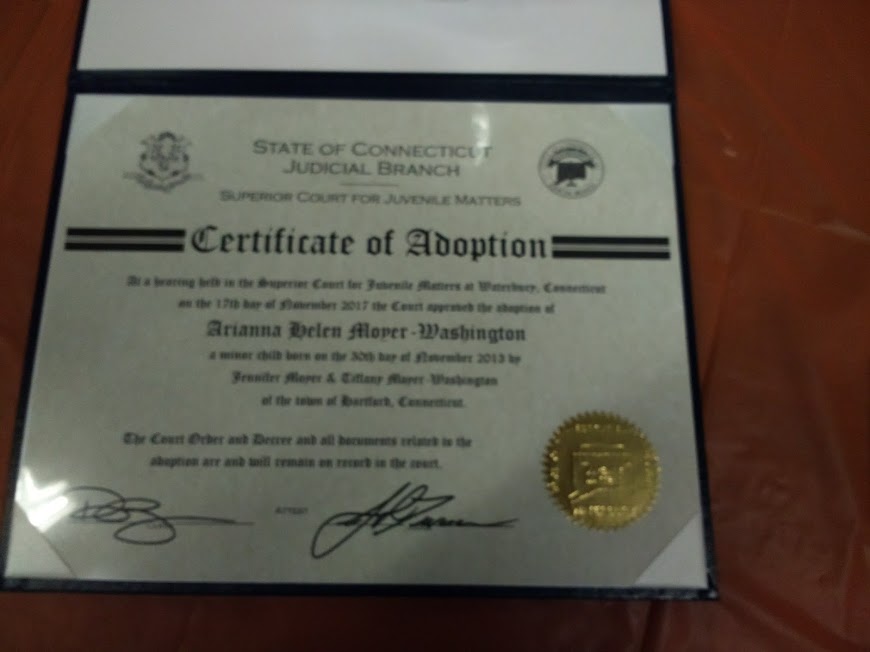 STATE OF CONNECTICUT
JUDICIAL BRANCH
SUPERIOR COURT FOR JUVENILE MATTERS
Certificate of Adoption
At a hearing held in the Superior Court for Juvenile Matters at Waterbury, Connecticut
on the 17th day of November 2017 the Court approved the adoption of
Arianna Helen Moyer-Washington
a minor child born on the 30th day of November 2013 by
Jennifer Moyer & Tiffany Moyer-Washington
of the town of Hartford, Connecticut.
The Court Order and Decree and all documents related to the
adoption are and will remain on record in the court.
ATTEST